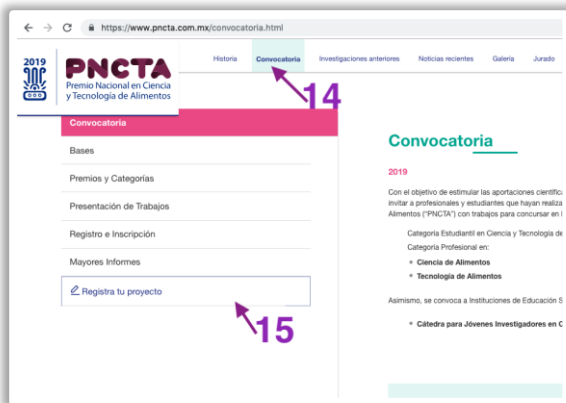 https://www.pncta.com.mx/convocatoria.html
2019
PNCTA
Premio Nacional en Ciencia
y Tecnología de Alimentos
Historia Convocatoria Investigaciones anteriores Noticias recientes Galería Jurado
14
Convocatoria
Bases
Premios y Categorías
Presentación de Trabajos
Registro e Inscripción
Mayores Informes
Registra tu proyecto
15
Convocatoria
2019
Con el objetivo de estimular las aportaciones
invitar a profesionales y estudiantes que hayan
Alimentos ("PNCTA") con trabajos para concursar en
Categoría Estudiantil en Ciencia y Tecnología de
Categoría Profesional en:
Ciencia de Alimentos
Tecnología de Alimentos
Asimismo, se convoca a Instituciones de Educación
Cátedra para Jóvenes Investigadores en